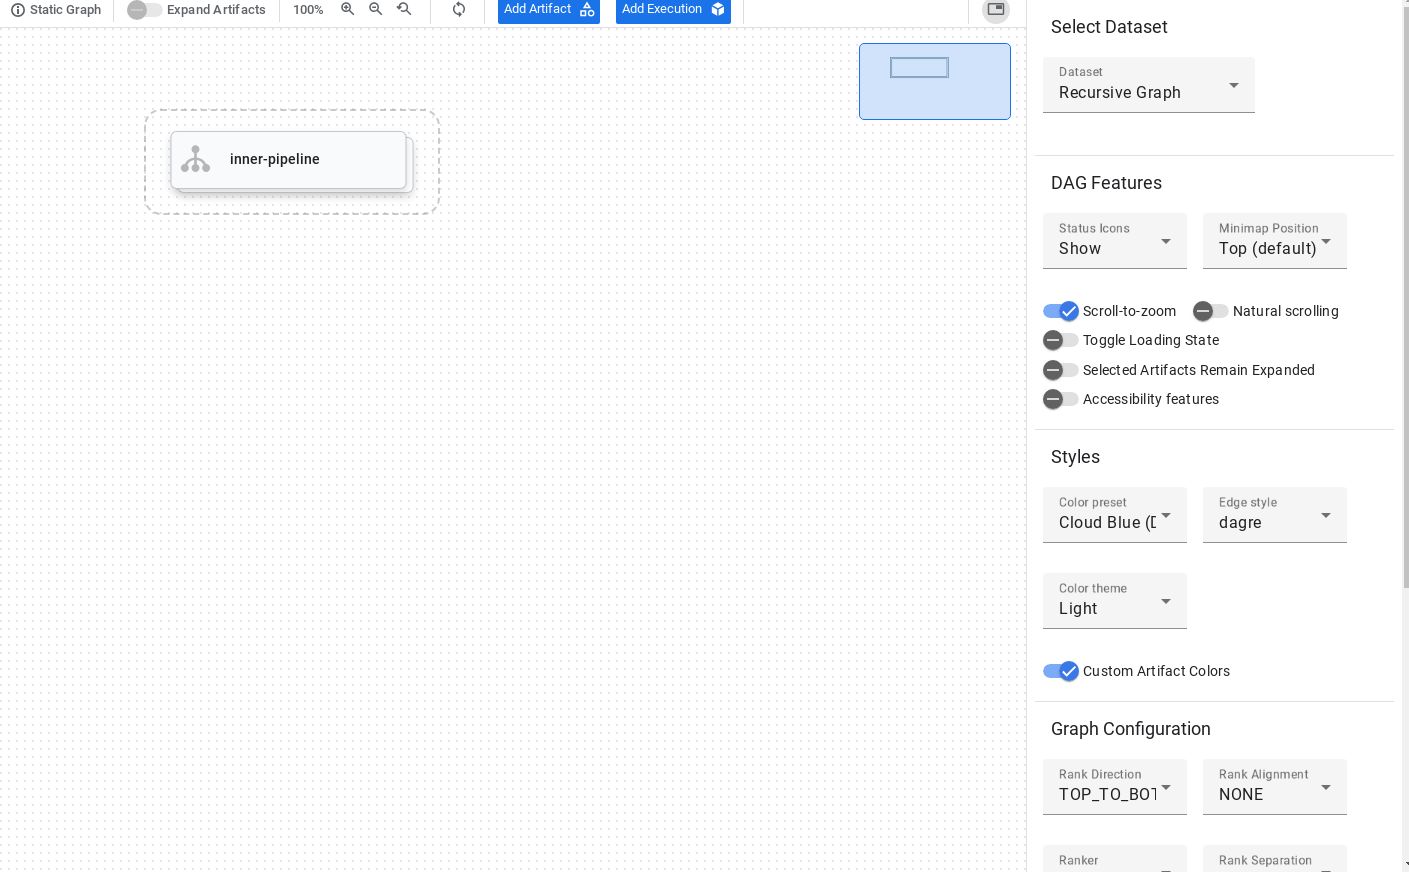 Static Graph
Expand Artifacts
100%
Add Artifact
Add Execution
inner-pipeline
Select Dataset
Dataset
Recursive Graph
DAG Features
Status Icons
Show
Minimap Position
Top (default)
Scroll-to-zoom
Natural scrolling
Toggle Loading State
Selected Artifacts Remain Expanded
Accessibility features
Styles
Color preset
Cloud Blue (D
Edge style
dagre
Color theme
Light
Custom Artifact Colors
Graph Configuration
Rank Direction
TOP_TO_BOT
Rank Alignment
NONE
Ranker
Rank Separation